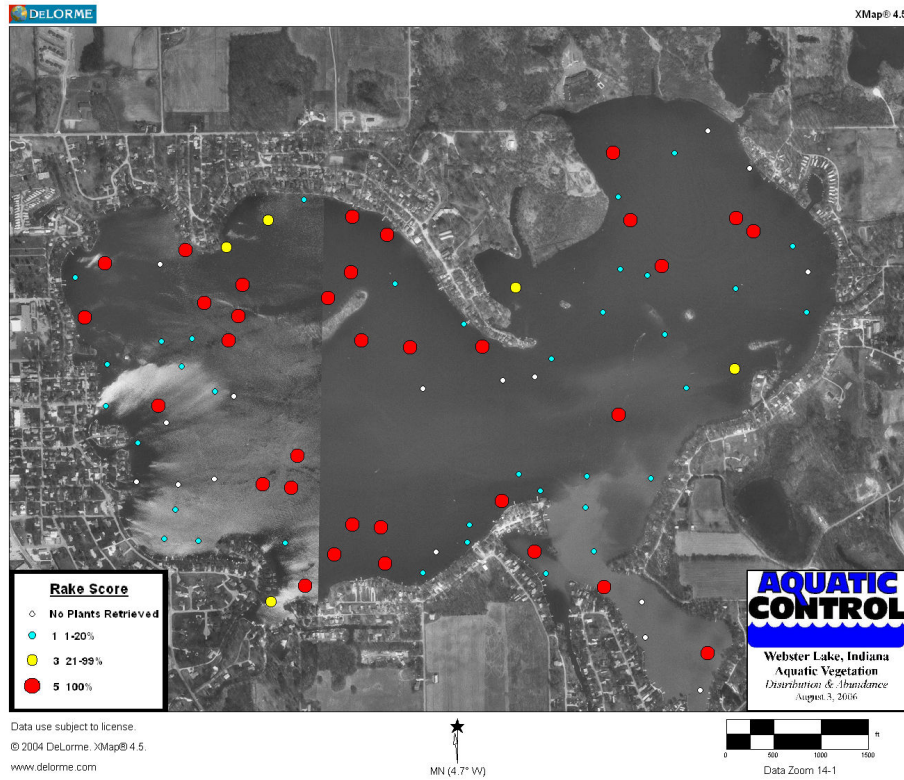 DELORME
XMap® 4.5
Rake Score
No Plants Retrieved
1 1-20%
3 21-99%
5 100%
AQUATIC
CONTROL
Webster Lake, Indiana
Aquatic Vegetation
Distribution & Abundance
August 3, 2006
Data use subject to license.
© 2004 DeLorme. XMap® 4.5.
www.delorme.com
MN (4.7° W)
ft
0 500 1000 1500
Data Zoom 14-1